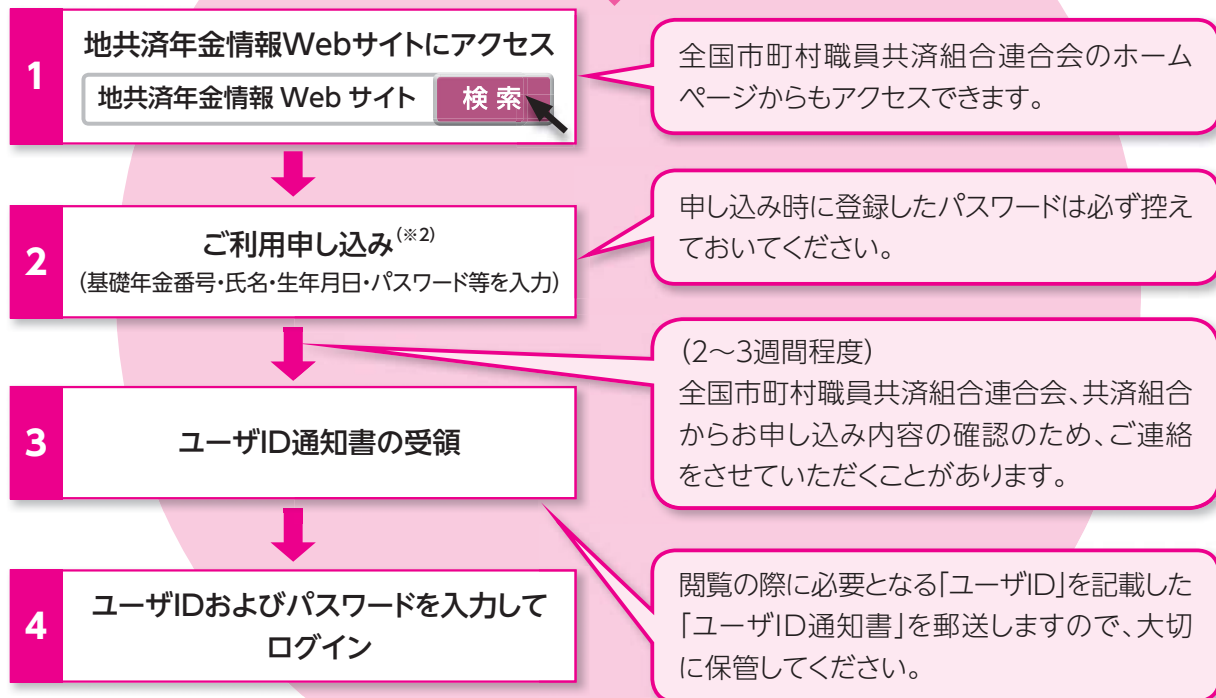 1
地共済年金情報Webサイトにアクセス
地共済年金情報 Web サイト 検 索
全国市町村職員共済組合連合会のホーム
ページからもアクセスできます。
2
ご利用申し込み(※2)
(基礎年金番号・氏名・生年月日・パスワード等を入力)
申し込み時に登録したパスワードは必ず控え
ておいてください。
(2～3週間程度)
全国市町村職員共済組合連合会、共済組合
からお申し込み内容の確認のため、ご連絡
をさせていただくことがあります。
3
ユーザID通知書の受領
閲覧の際に必要となる「ユーザID」を記載した
「ユーザID通知書」を郵送しますので、大切
に保管してください。
4
ユーザIDおよびパスワードを入力して
ログイン